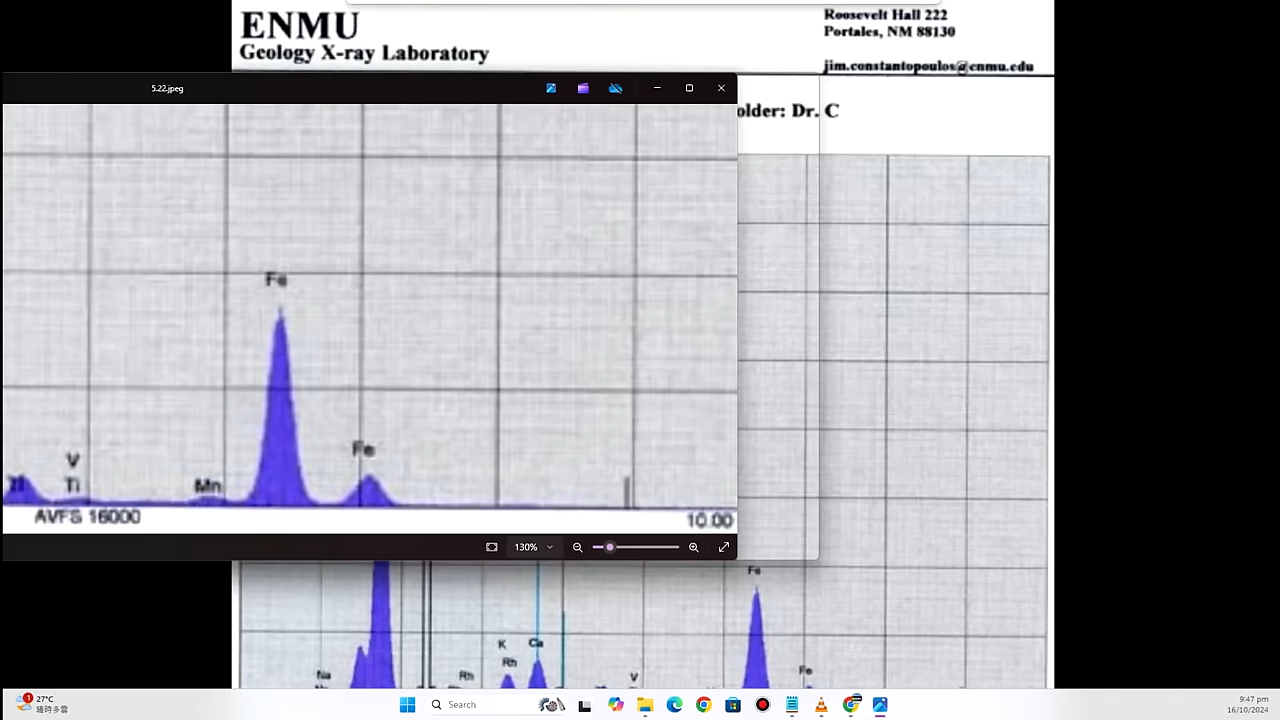 ENMU
Geology X-ray Laboratory
Roosevelt Hall 222
Portales, NM 88130
jim.constantopoulos@enmu.edu
5.22.jpeg
older: Dr. C
Fe
Fe
V
Ti
Ti
Mn
AVFS 16000
10.00
130%
Fe
K
Ca
Rh
Fe
Na
Rh
V
1
27°C
Search
9:47 pm
16/10/2024